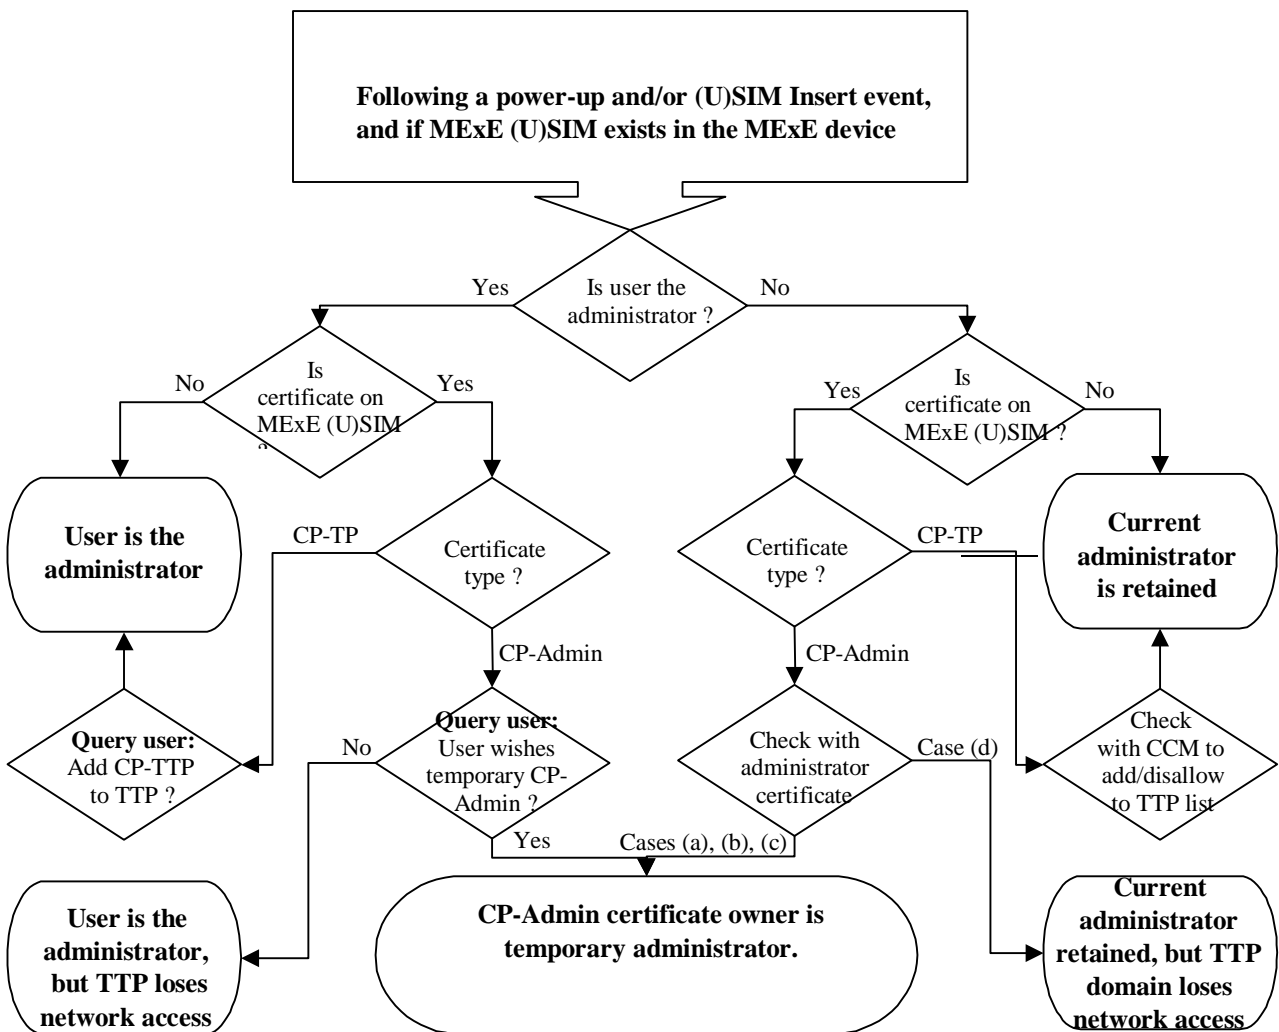 Following a power-up and/or (U)SIM Insert event,
and if MExE (U)SIM exists in the MExE device
Yes
Is user the
administrator ?
No
No
Is
certificate on
MExE (U)SIM
?
Yes
Yes
Is
certificate on
MExE (U)SIM ?
No
User is the
administrator
CP-TP
Certificate
type ?
Certificate
type ?
CP-TP
Current
administrator
is retained
CP-Admin
CP-Admin
Query user:
Add CP-TTP
to TTP ?
No
Query user:
User wishes
temporary CP-
Admin ?
Check with
administrator
certificate
Case (d)
Check
with CCM to
add/disallow
to TTP list
Yes
Cases (a), (b), (c)
User is the
administrator,
but TTP loses
network access
CP-Admin certificate owner is
temporary administrator.
Current
administrator
retained, but TTP
domain loses
network access